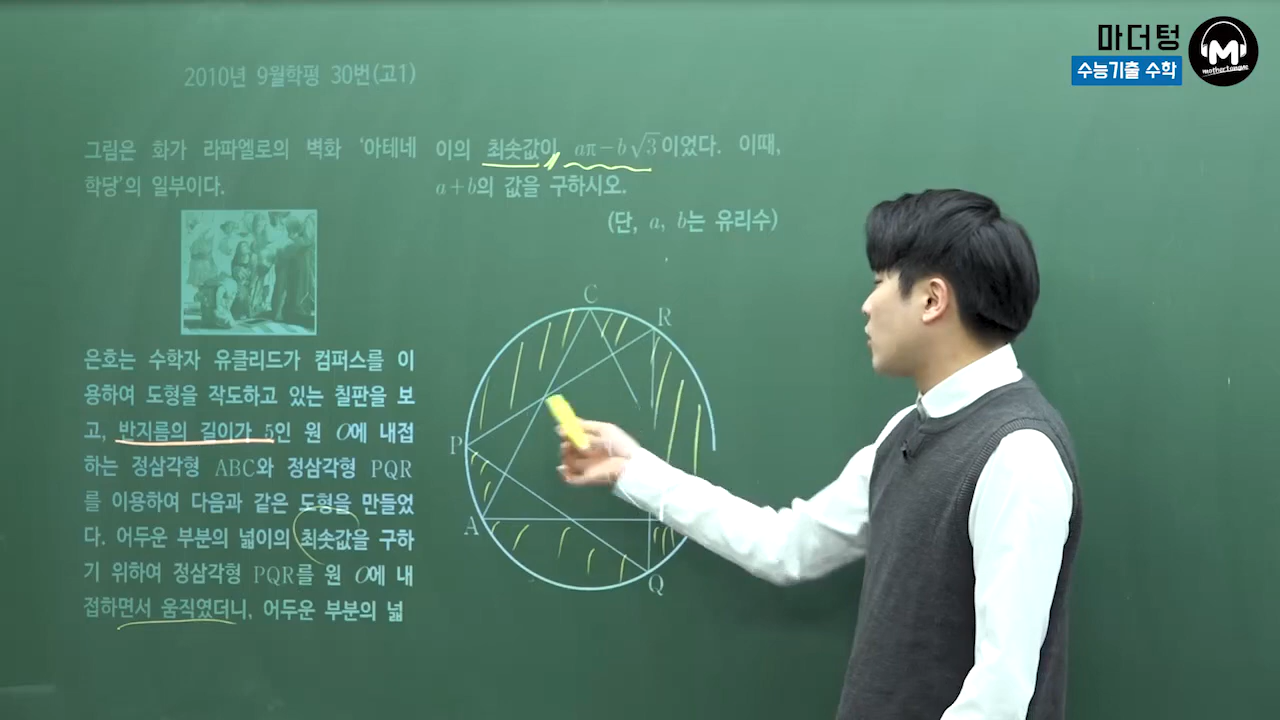 마더텅
수능기출 수학
motherTongue
2010년 9월학평 30번(고1)
그림은 화가 라파엘로의 벽화 '아테네
학당'의 일부이다.
은호는 수학자 유클리드가 컴퍼스를 이
용하여 도형을 작도하고 있는 칠판을 보
고, 반지름의 길이가 5인 원 O에 내접
하는 정삼각형 ABC와 정삼각형 PQR
를 이용하여 다음과 같은 도형을 만들었
다. 어두운 부분의 넓이의 최솟값을 구하
기 위하여 정삼각형 PQR를 원 O에 내
접하면서 움직였더니, 어두운 부분의 넓
이의 최솟값이 aπ-b√3이었다. 이때,
a+b의 값을 구하시오.
(단, a, b는 유리수)
C
R
P
A
Q